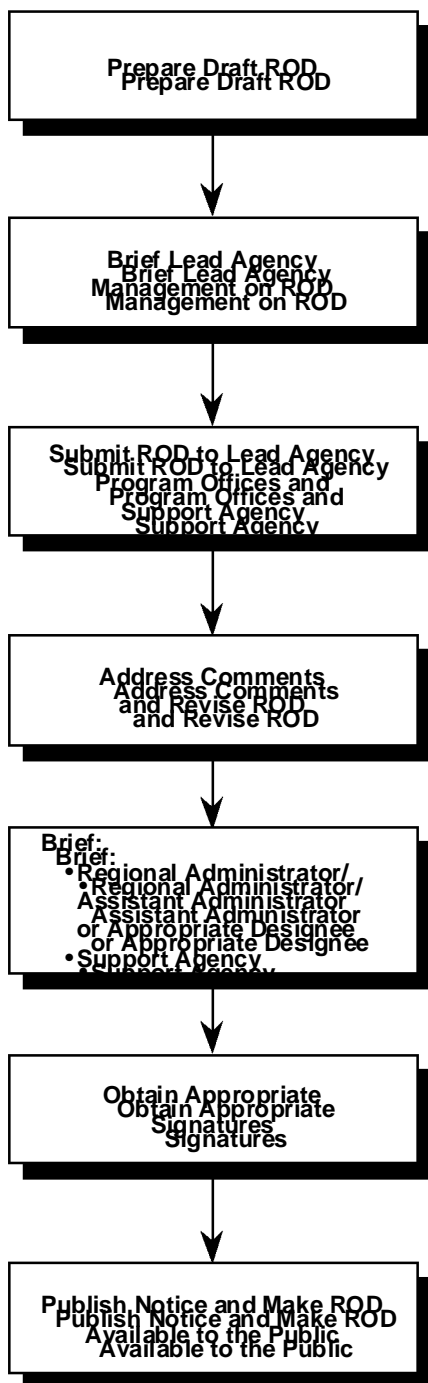 Prepare Draft ROD
Brief Lead Agency
Management on ROD
Submit ROD to Lead Agency
Program Offices and
Support Agency
Address Comments
and Revise ROD
Brief:
•Regional Administrator/
Assistant Administrator
or Appropriate Designee
•Support Agency
Obtain Appropriate
Signatures
Publish Notice and Make ROD
Available to the Public